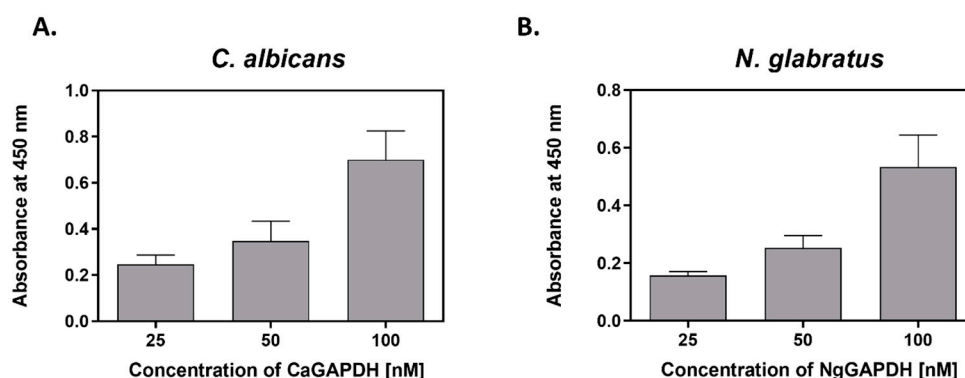 A.
C. albicans
Absorbance at 450 nm
1.0
0.8
0.6
0.4
0.2
0.0
25 50 100
Concentration of CaGAPDH [nM]
B.
N. glabratus
Absorbance at 450 nm
0.8
0.6
0.4
0.2
0.0
25 50 100
Concentration of NgGAPDH [nM]